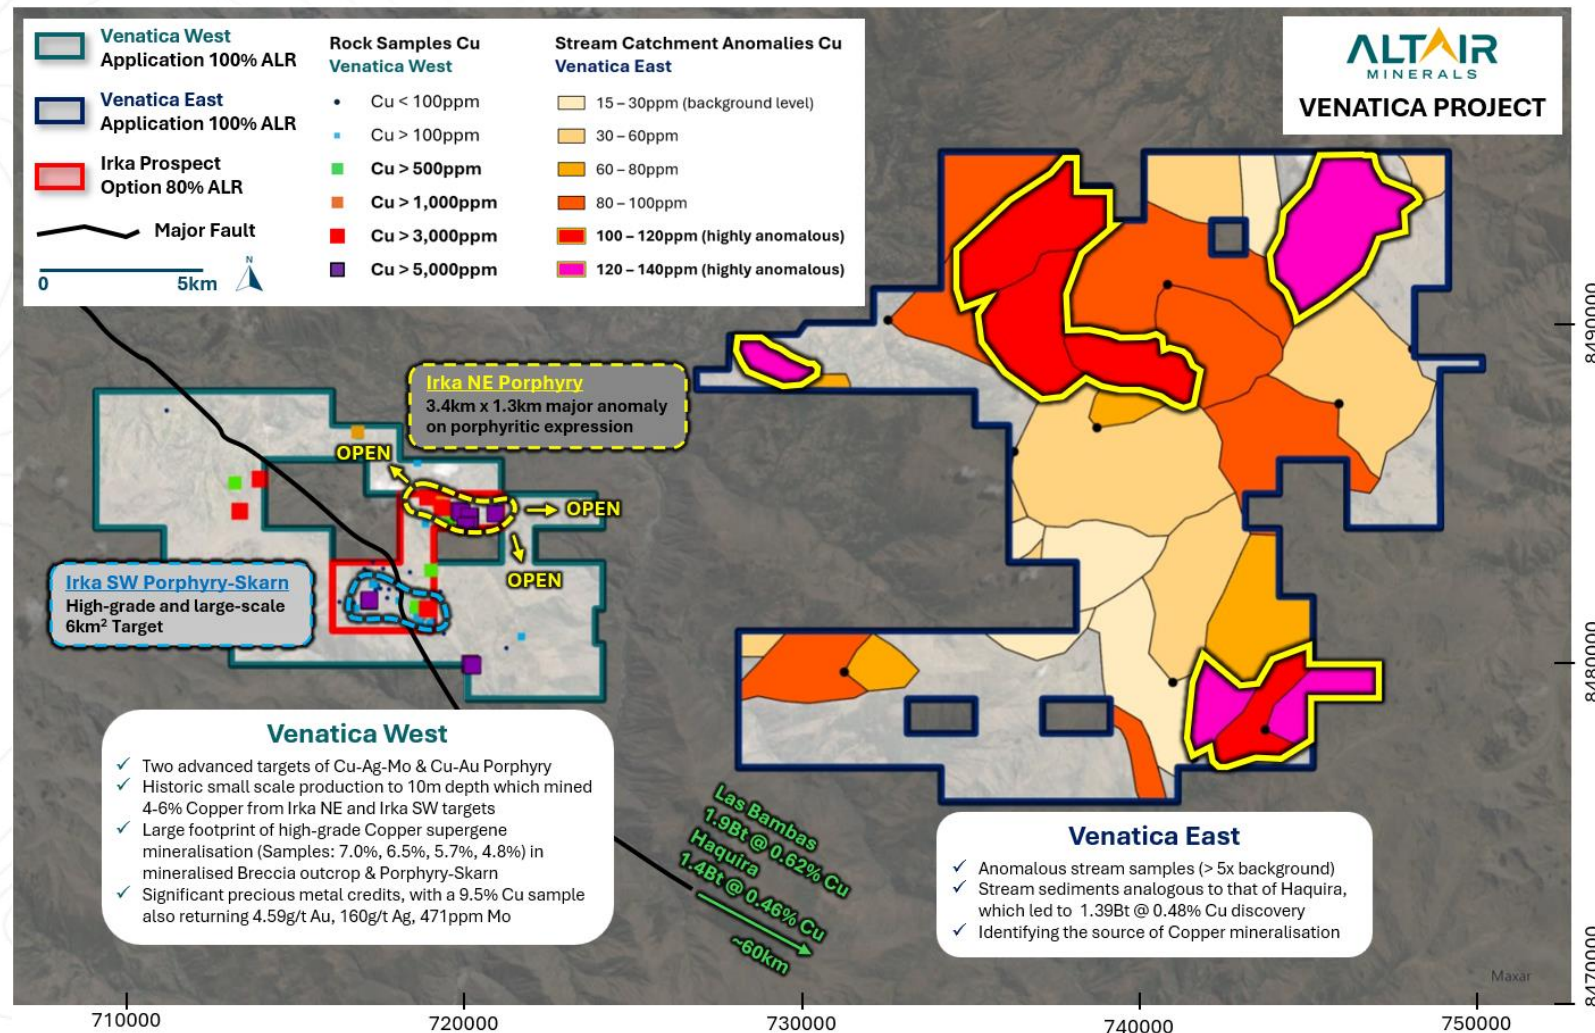 Venatica West
Application 100% ALR
Venatica East
Application 100% ALR
Irka Prospect
Option 80% ALR
Major Fault
0
5km
N
Rock Samples Cu
Venatica West
Cu < 100ppm
Cu > 100ppm
Cu > 500ppm
Cu > 1,000ppm
Cu > 3,000ppm
Cu > 5,000ppm
Stream Catchment Anomalies Cu
Venatica East
15 – 30ppm (background level)
30 – 60ppm
60 – 80ppm
80 – 100ppm
100 – 120ppm (highly anomalous)
120 – 140ppm (highly anomalous)
ALTAIR
MINERALS
VENATICA PROJECT
Irka NE Porphyry
3.4km x 1.3km major anomaly
on porphyritic expression
OPEN
OPEN
OPEN
Irka SW Porphyry-Skarn
High-grade and large-scale
6km² Target
Venatica West
✓ Two advanced targets of Cu-Ag-Mo & Cu-Au Porphyry
✓ Historic small scale production to 10m depth which mined
4-6% Copper from Irka NE and Irka SW targets
✓ Large footprint of high-grade Copper supergene
mineralisation (Samples: 7.0%, 6.5%, 5.7%, 4.8%) in
mineralised Breccia outcrop & Porphyry-Skarn
✓ Significant precious metal credits, with a 9.5% Cu sample
also returning 4.59g/t Au, 160g/t Ag, 471ppm Mo
Las Bambas
1.9Bt @ 0.62% Cu
Haquira
1.4Bt @ 0.46% Cu
~60km
Venatica East
✓ Anomalous stream samples (> 5x background)
✓ Stream sediments analogous to that of Haquira,
which led to 1.39Bt @ 0.48% Cu discovery
✓ Identifying the source of Copper mineralisation
Maxar
8490000
8480000
8470000
710000
720000
730000
740000
750000